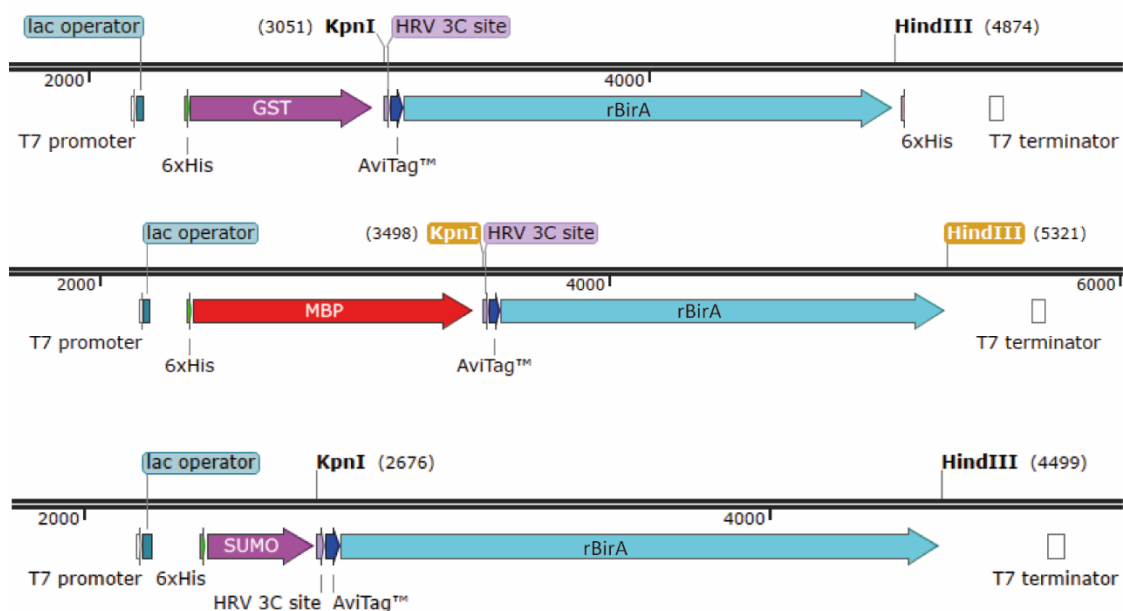 lac operator (3051) KpnI HRV 3C site HindIII (4874)
2000 4000
GST rBirA
T7 promoter 6xHis AviTag™ 6xHis T7 terminator
lac operator (3498) KpnI HRV 3C site HindIII (5321)
2000 4000 6000
MBP rBirA
T7 promoter 6xHis AviTag™ T7 terminator
lac operator KpnI (2676) HindIII (4499)
2000 4000
SUMO rBirA
T7 promoter 6xHis T7 terminator
HRV 3C site AviTag™